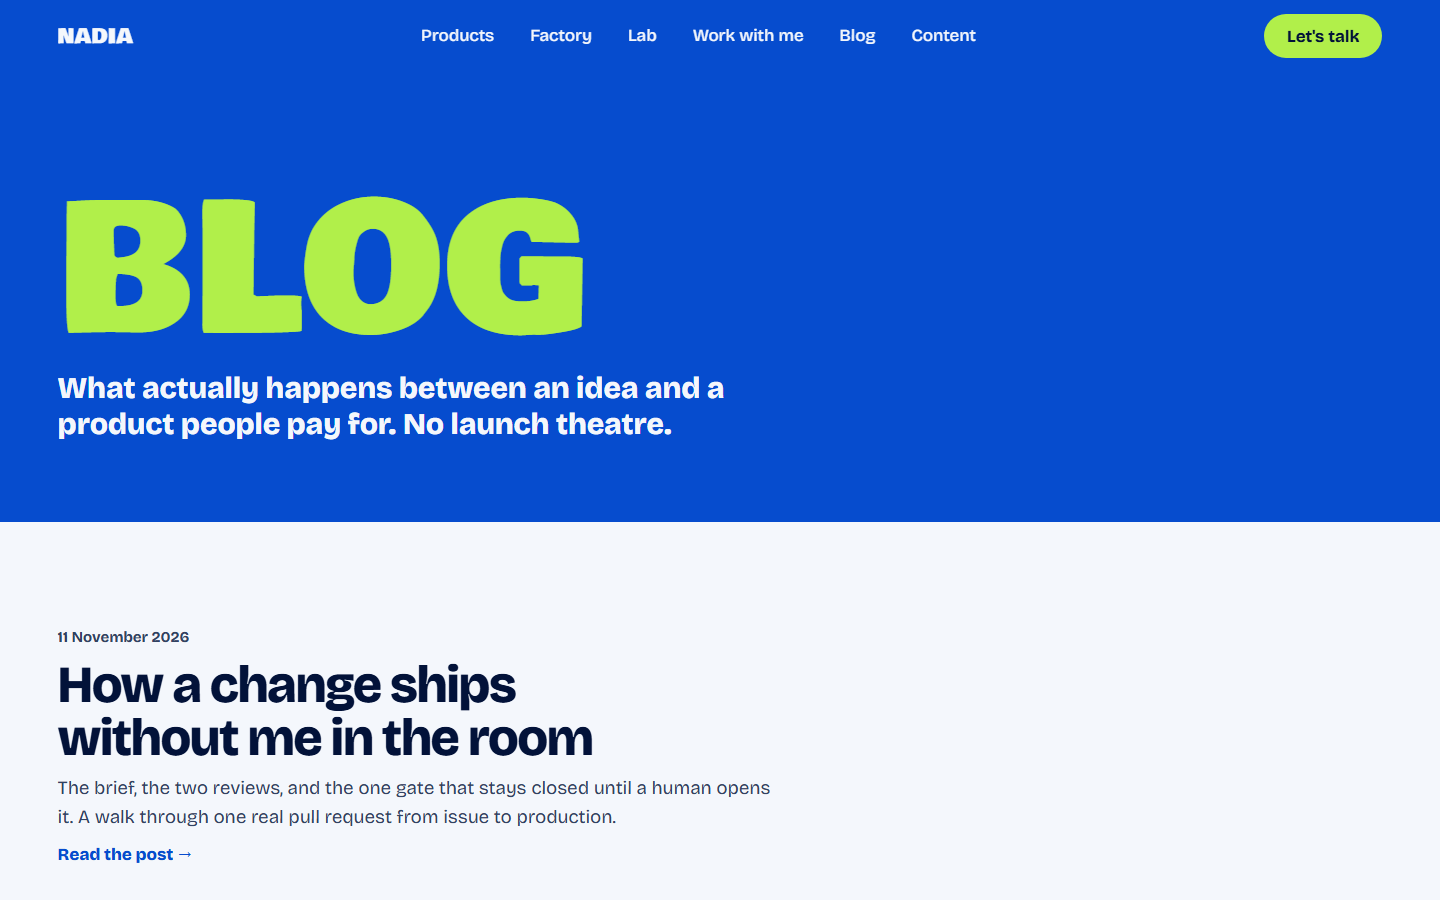 NADIA
Products
Factory
Lab
Work with me
Blog
Content
Let's talk
BLOG
What actually happens between an idea and a
product people pay for. No launch theatre.
11 November 2026
How a change ships
without me in the room
The brief, the two reviews, and the one gate that stays closed until a human opens
it. A walk through one real pull request from issue to production.
Read the post →